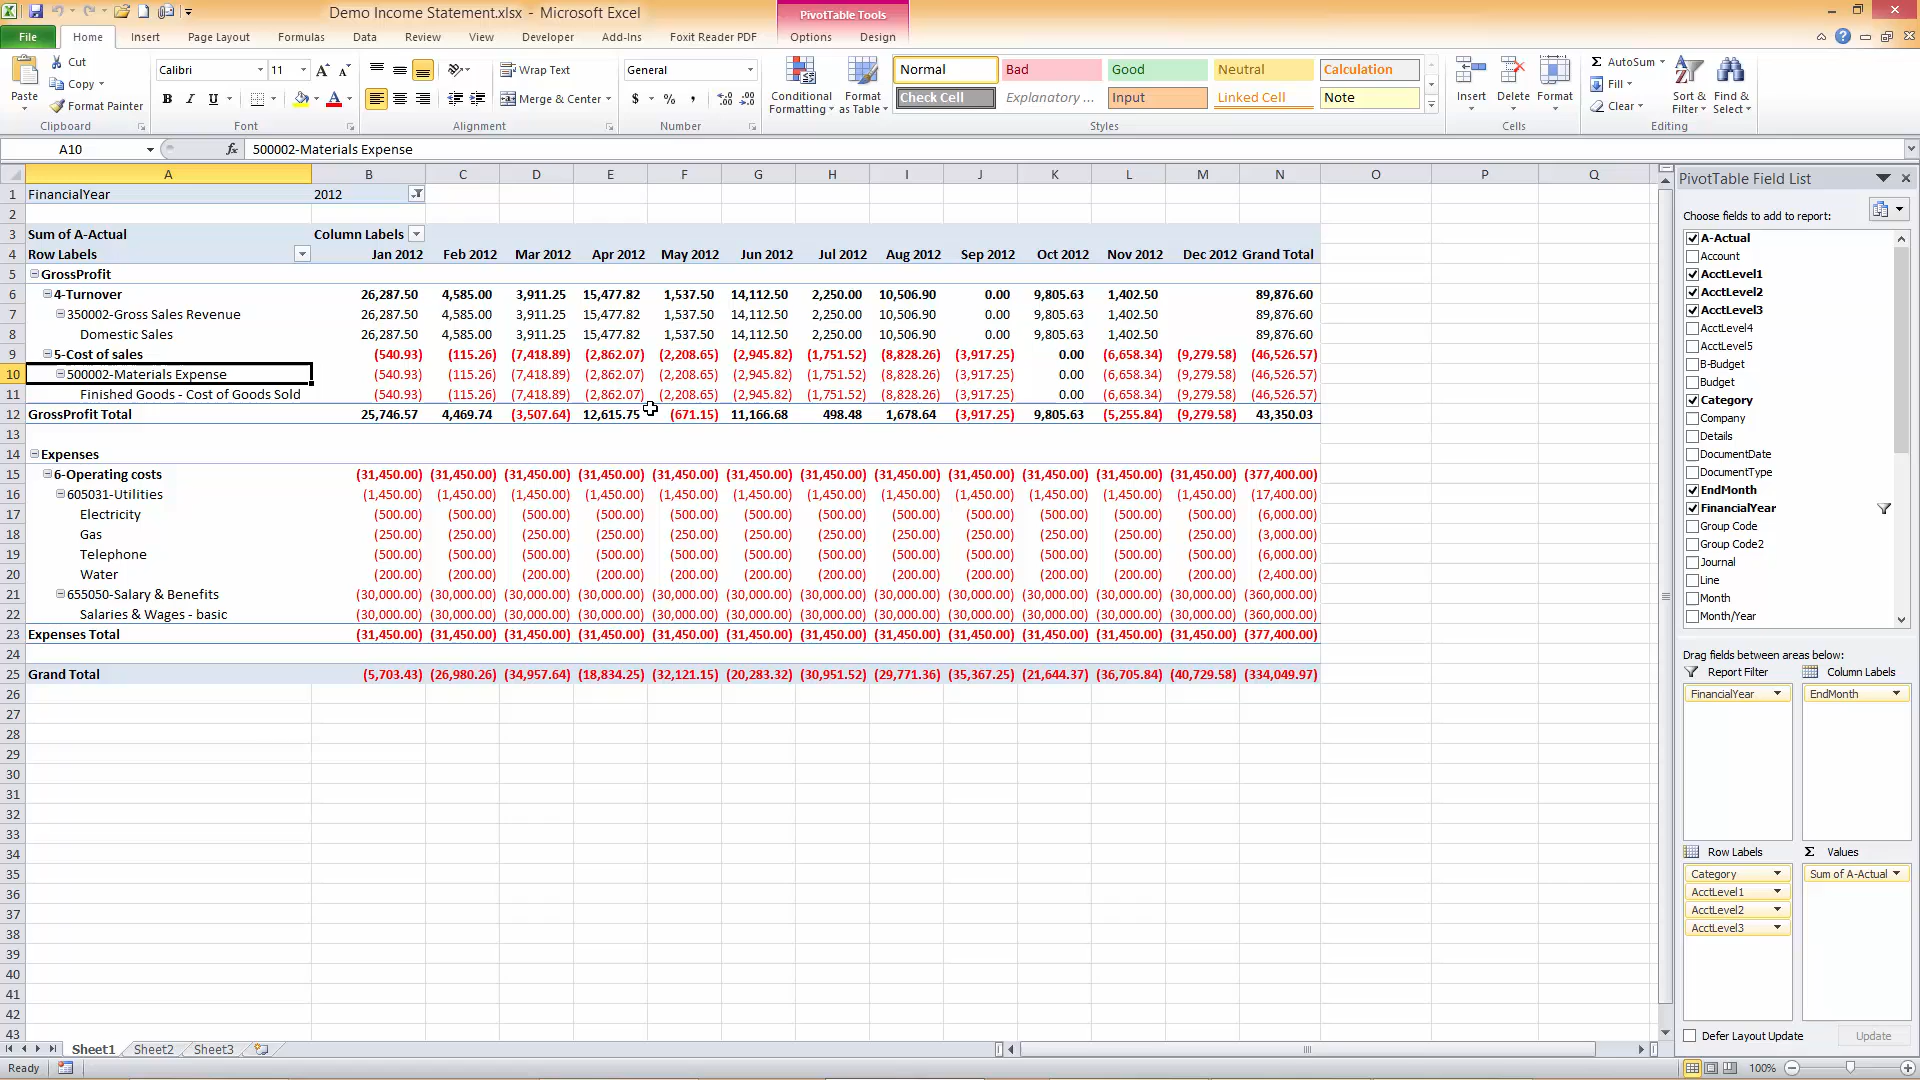 Demo Income Statement.xlsx - Microsoft Excel
PivotTable Tools
File Home Insert Page Layout Formulas Data Review View Developer Add-Ins Foxit Reader PDF Options Design
Paste Cut Copy Format Painter
Calibri 11 B I U
Wrap Text Merge & Center
General $ % ,
Conditional Formatting Format as Table
Normal Bad Good Neutral Calculation
Check Cell Explanatory ... Input Linked Cell Note
Insert Delete Format
AutoSum Fill Clear Sort & Filter Find & Select
Clipboard Font Alignment Number Styles Cells Editing
A10 fx 500002-Materials Expense
A B C D E F G H I J K L M N O P Q
1 FinancialYear 2012
2
3 Sum of A-Actual Column Labels
4 Row Labels Jan 2012 Feb 2012 Mar 2012 Apr 2012 May 2012 Jun 2012 Jul 2012 Aug 2012 Sep 2012 Oct 2012 Nov 2012 Dec 2012 Grand Total
5 GrossProfit
6 4-Turnover 26,287.50 4,585.00 3,911.25 15,477.82 1,537.50 14,112.50 2,250.00 10,506.90 0.00 9,805.63 1,402.50 89,876.60
7 350002-Gross Sales Revenue 26,287.50 4,585.00 3,911.25 15,477.82 1,537.50 14,112.50 2,250.00 10,506.90 0.00 9,805.63 1,402.50 89,876.60
8 Domestic Sales 26,287.50 4,585.00 3,911.25 15,477.82 1,537.50 14,112.50 2,250.00 10,506.90 0.00 9,805.63 1,402.50 89,876.60
9 5-Cost of sales (540.93) (115.26) (7,418.89) (2,862.07) (2,208.65) (2,945.82) (1,751.52) (8,828.26) (3,917.25) 0.00 (6,658.34) (9,279.58) (46,526.57)
10 500002-Materials Expense (540.93) (115.26) (7,418.89) (2,862.07) (2,208.65) (2,945.82) (1,751.52) (8,828.26) (3,917.25) 0.00 (6,658.34) (9,279.58) (46,526.57)
11 Finished Goods - Cost of Goods Sold (540.93) (115.26) (7,418.89) (2,862.07) (2,208.65) (2,945.82) (1,751.52) (8,828.26) (3,917.25) 0.00 (6,658.34) (9,279.58) (46,526.57)
12 GrossProfit Total 25,746.57 4,469.74 (3,507.64) 12,615.75 (671.15) 11,166.68 498.48 1,678.64 (3,917.25) 9,805.63 (5,255.84) (9,279.58) 43,350.03
13
14 Expenses
15 6-Operating costs (31,450.00) (31,450.00) (31,450.00) (31,450.00) (31,450.00) (31,450.00) (31,450.00) (31,450.00) (31,450.00) (31,450.00) (31,450.00) (31,450.00) (377,400.00)
16 605031-Utilities (1,450.00) (1,450.00) (1,450.00) (1,450.00) (1,450.00) (1,450.00) (1,450.00) (1,450.00) (1,450.00) (1,450.00) (1,450.00) (1,450.00) (17,400.00)
17 Electricity (500.00) (500.00) (500.00) (500.00) (500.00) (500.00) (500.00) (500.00) (500.00) (500.00) (500.00) (500.00) (6,000.00)
18 Gas (250.00) (250.00) (250.00) (250.00) (250.00) (250.00) (250.00) (250.00) (250.00) (250.00) (250.00) (250.00) (3,000.00)
19 Telephone (500.00) (500.00) (500.00) (500.00) (500.00) (500.00) (500.00) (500.00) (500.00) (500.00) (500.00) (500.00) (6,000.00)
20 Water (200.00) (200.00) (200.00) (200.00) (200.00) (200.00) (200.00) (200.00) (200.00) (200.00) (200.00) (200.00) (2,400.00)
21 655050-Salary & Benefits (30,000.00) (30,000.00) (30,000.00) (30,000.00) (30,000.00) (30,000.00) (30,000.00) (30,000.00) (30,000.00) (30,000.00) (30,000.00) (30,000.00) (360,000.00)
22 Salaries & Wages - basic (30,000.00) (30,000.00) (30,000.00) (30,000.00) (30,000.00) (30,000.00) (30,000.00) (30,000.00) (30,000.00) (30,000.00) (30,000.00) (30,000.00) (360,000.00)
23 Expenses Total (31,450.00) (31,450.00) (31,450.00) (31,450.00) (31,450.00) (31,450.00) (31,450.00) (31,450.00) (31,450.00) (31,450.00) (31,450.00) (31,450.00) (377,400.00)
24
25 Grand Total (5,703.43) (26,980.26) (34,957.64) (18,834.25) (32,121.15) (20,283.32) (30,951.52) (29,771.36) (35,367.25) (21,644.37) (36,705.84) (40,729.58) (334,049.97)
26
27
28
29
30
31
32
33
34
35
36
37
38
39
40
41
42
43
PivotTable Field List
Choose fields to add to report:
A-Actual
Account
AcctLevel1
AcctLevel2
AcctLevel3
AcctLevel4
AcctLevel5
B-Budget
Budget
Category
Company
Details
DocumentDate
DocumentType
EndMonth
FinancialYear
Group Code
Group Code2
Journal
Line
Month
Month/Year
Drag fields between areas below:
Report Filter Column Labels
FinancialYear EndMonth
Row Labels Σ Values
Category Sum of A-Actual
AcctLevel1
AcctLevel2
AcctLevel3
Defer Layout Update Update
Sheet1 Sheet2 Sheet3
Ready 100%